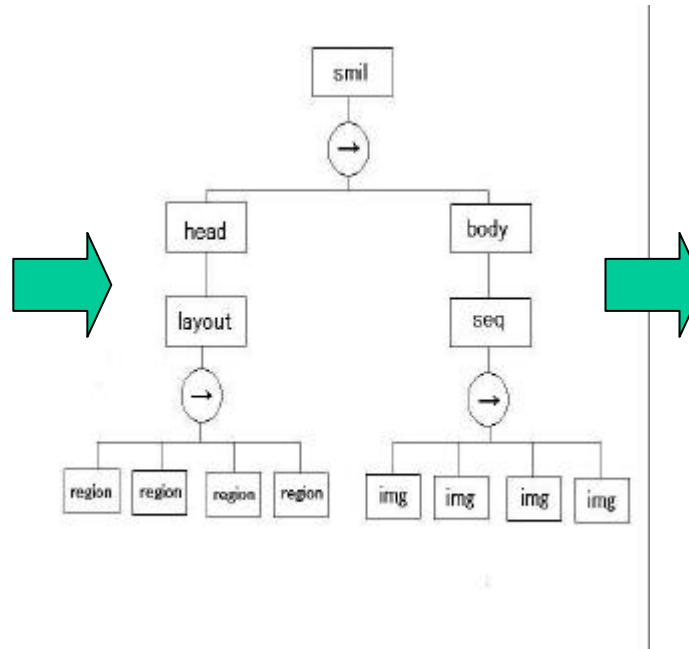 smil
→
head body
layout seq
→ →
region region region region img img img img